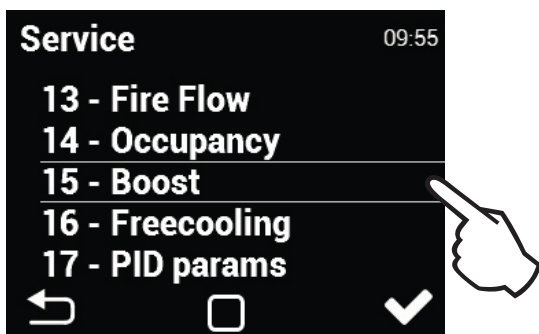 Service 09:55
13 - Fire Flow
14 - Occupancy
15 - Boost
16 - Freecooling
17 - PID params